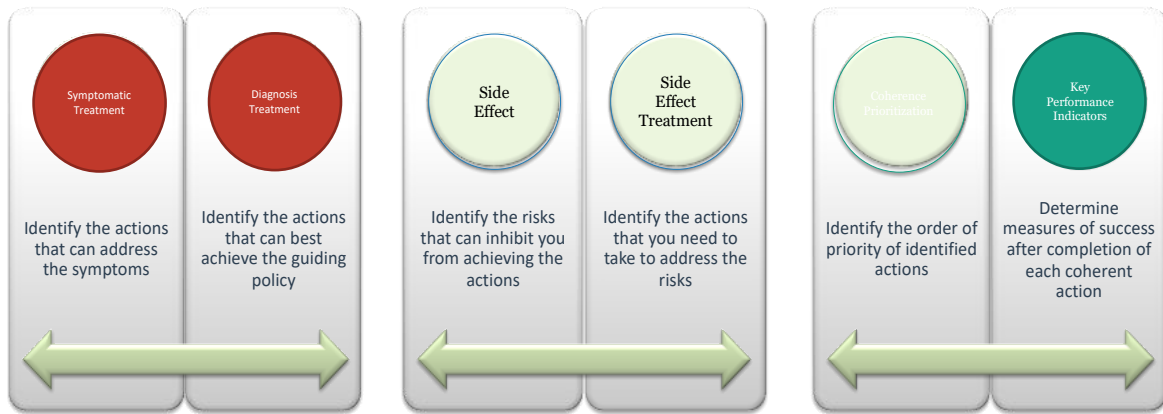 Symptomatic
Treatment
Identify the actions
that can address
the symptoms
Diagnosis
Treatment
Identify the actions
that can best
achieve the guiding
policy
Side
Effect
Identify the risks
that can inhibit you
from achieving the
actions
Side
Effect
Treatment
Identify the actions
that you need to
take to address the
risks
Coherence
Prioritization
Identify the order of
priority of identified
actions
Key
Performance
Indicators
Determine
measures of success
after completion of
each coherent
action